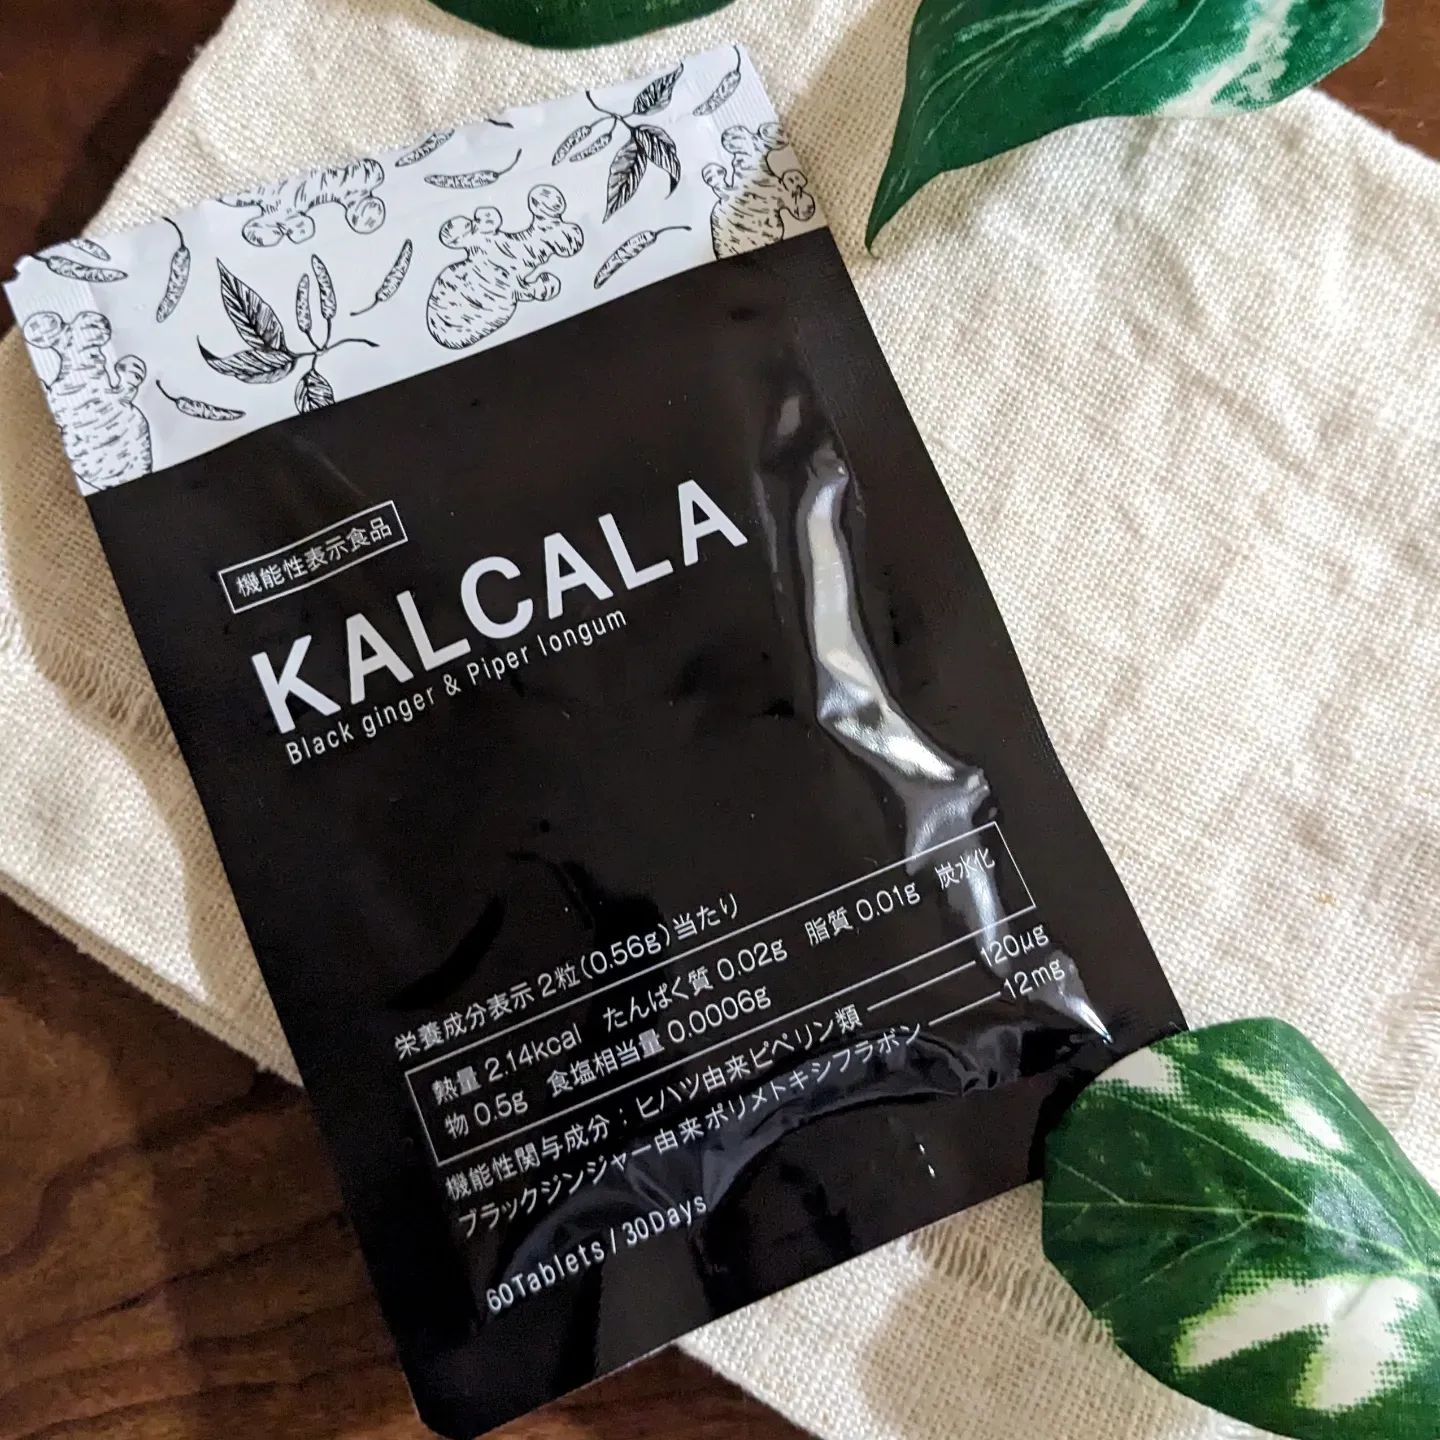 機能性表示食品
KALCALA
Black ginger & Piper longum
栄養成分表示 2粒(0.56g)当たり
熱量 2.14kcal たんぱく質 0.02g 脂質 0.01g 炭水化
物 0.5g 食塩相当量 0.0006g
機能性関与成分：ヒハツ由来ピペリン類 120μg
ブラックジンジャー由来ポリメトキシフラボン 12mg
60Tablets / 30Days